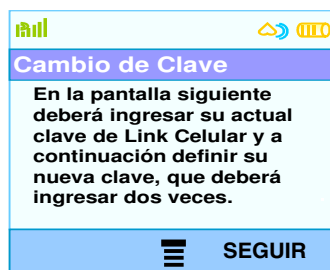 Cambio de Clave
En la pantalla siguiente
deberá ingresar su actual
clave de Link Celular y a
continuación definir su
nueva clave, que deberá
ingresar dos veces.
SEGUIR